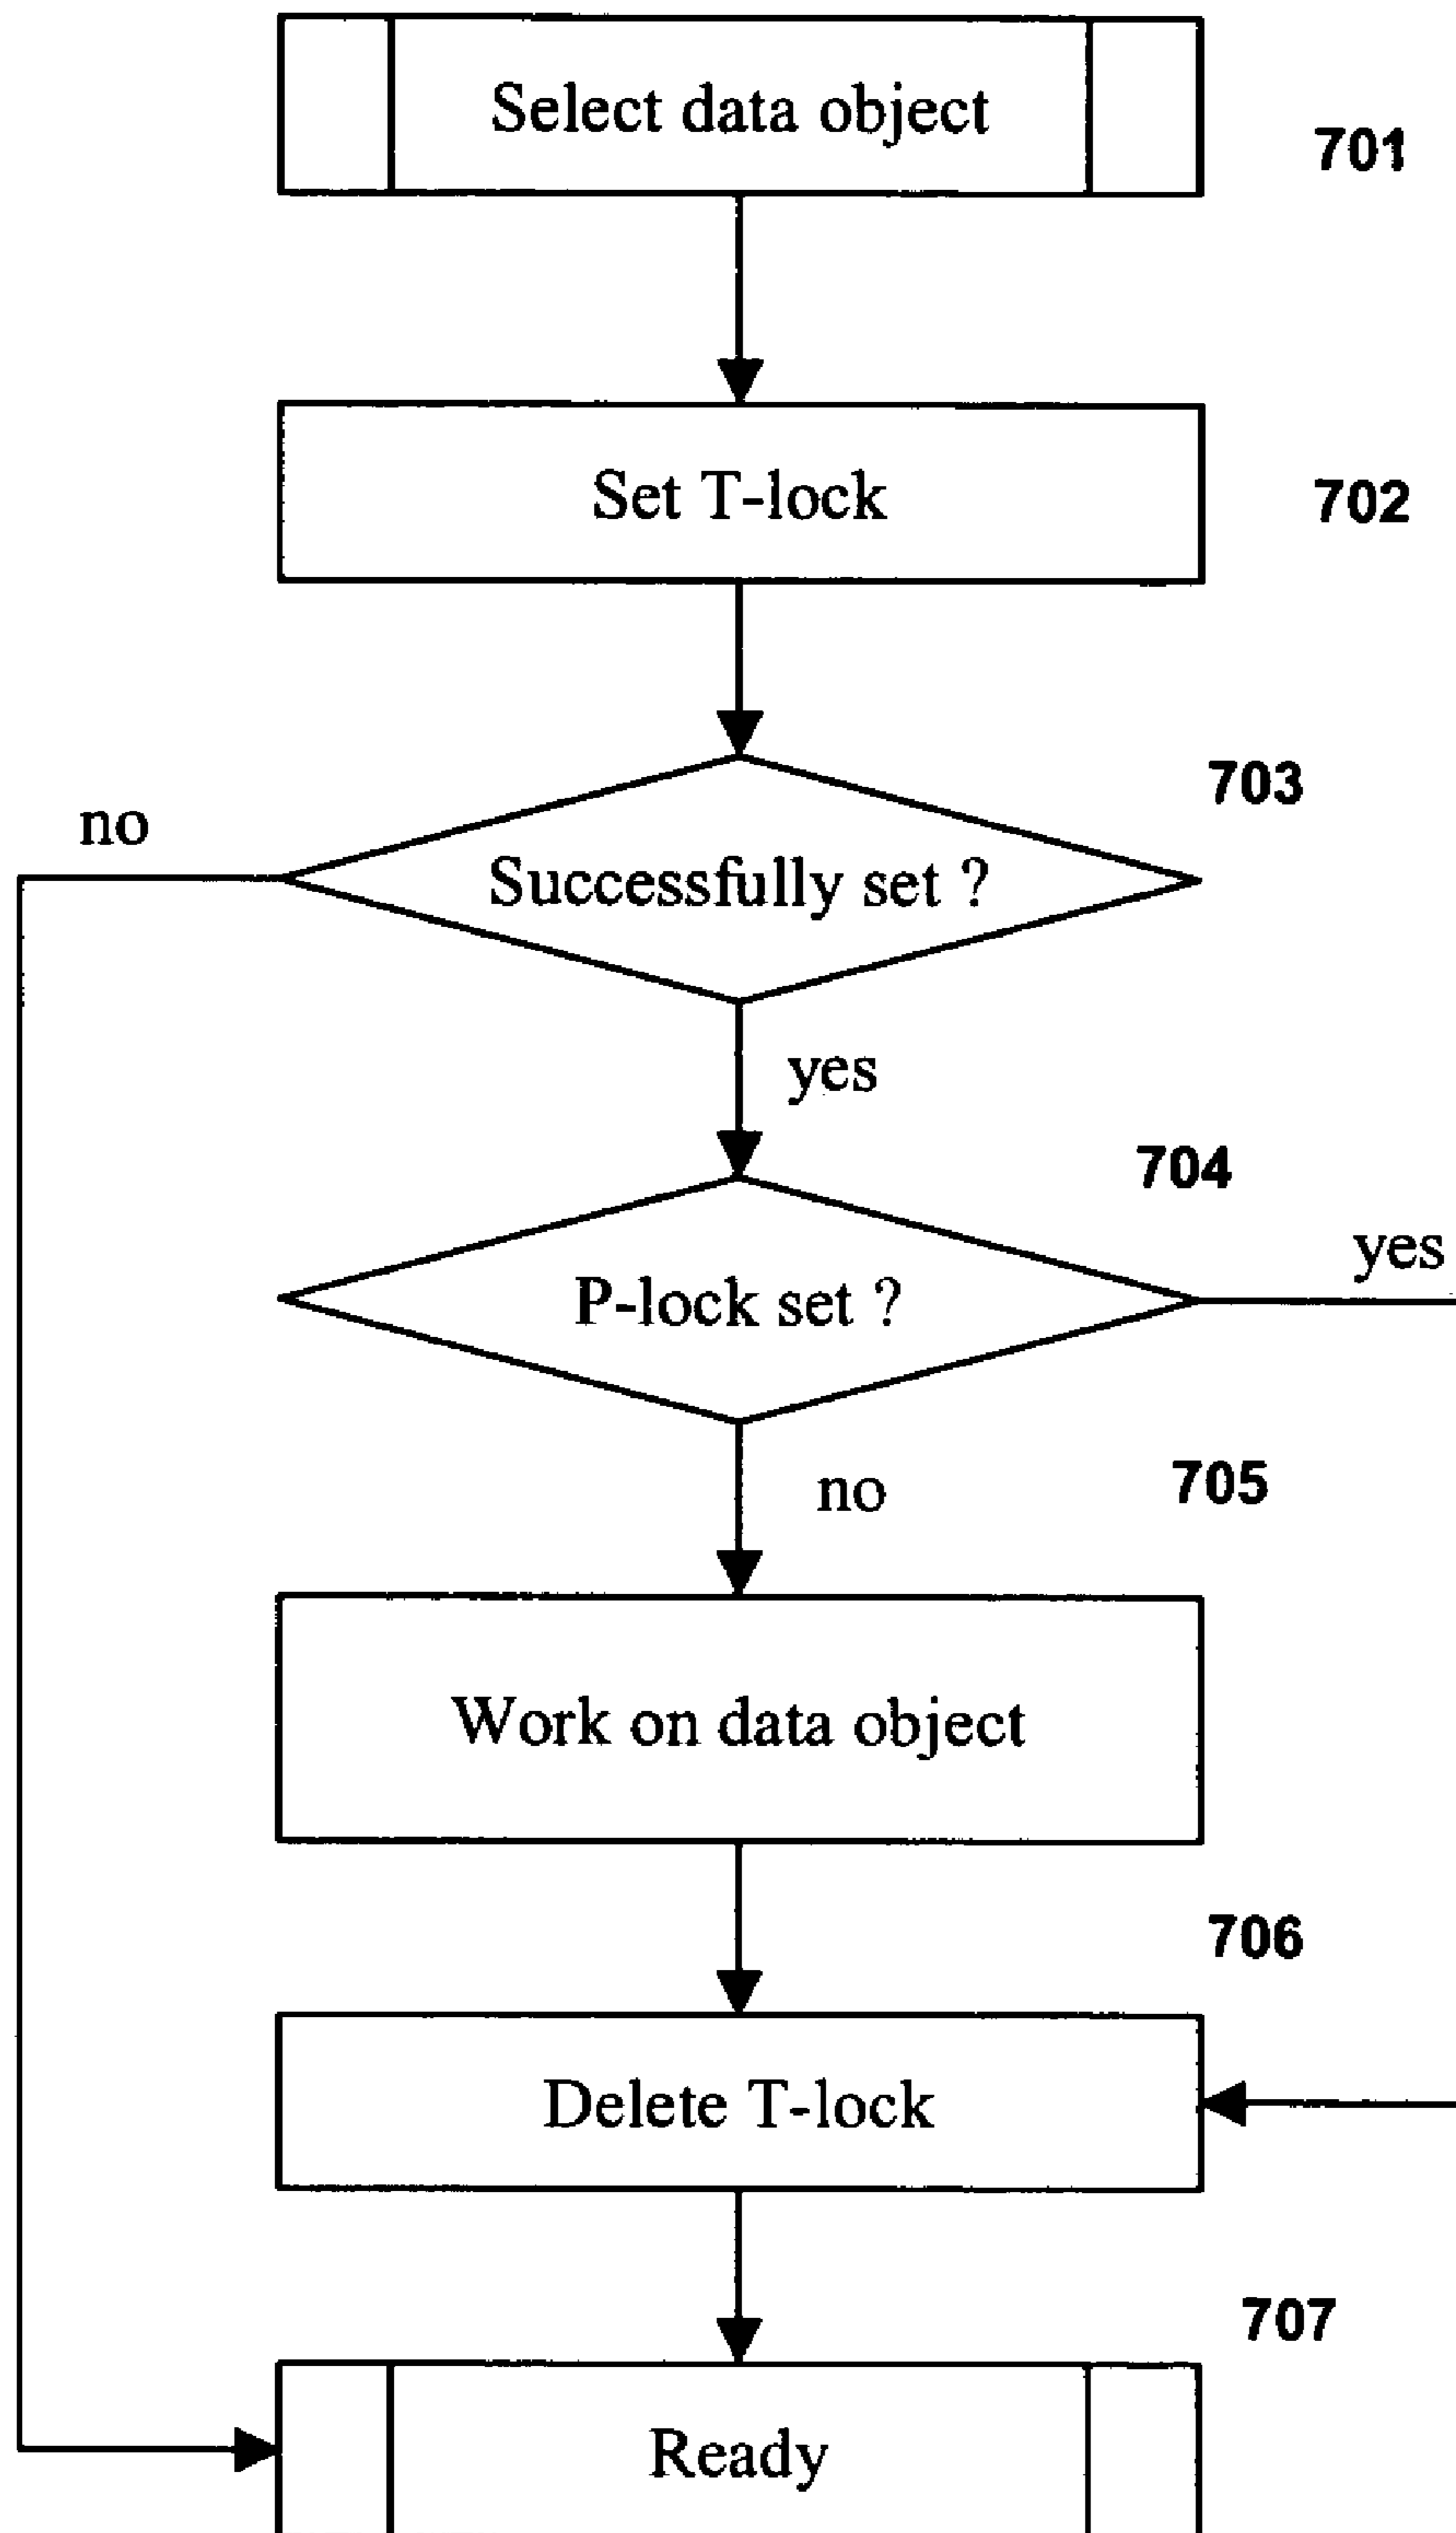 Select data object
701
Set T-lock
702
703
no
Successfully set ?
yes
704
yes
P-lock set ?
no
705
Work on data object
706
Delete T-lock
707
Ready